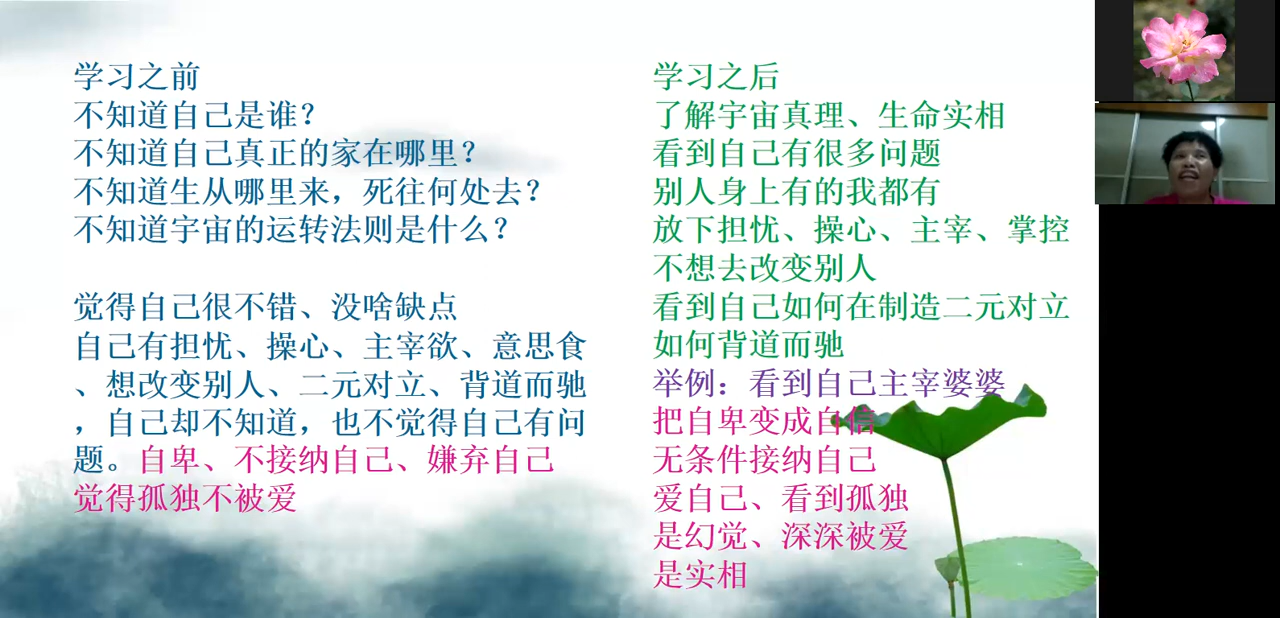 学习之前
不知道自己是谁？
不知道自己真正的家在哪里？
不知道生从哪里来，死往何处去？
不知道宇宙的运转法则是什么？
觉得自己很不错、没啥缺点
自己有担忧、操心、主宰欲、意思食
、想改变别人、二元对立、背道而驰
，自己却不知道，也不觉得自己有问
题。自卑、不接纳自己、嫌弃自己
觉得孤独不被爱
学习之后
了解宇宙真理、生命实相
看到自己有很多问题
别人身上有的我都有
放下担忧、操心、主宰、掌控
不想去改变别人
看到自己如何在制造二元对立
如何背道而驰
举例：看到自己主宰婆婆
把自卑变成自信
无条件接纳自己
爱自己、看到孤独
是幻觉、深深被爱
是实相